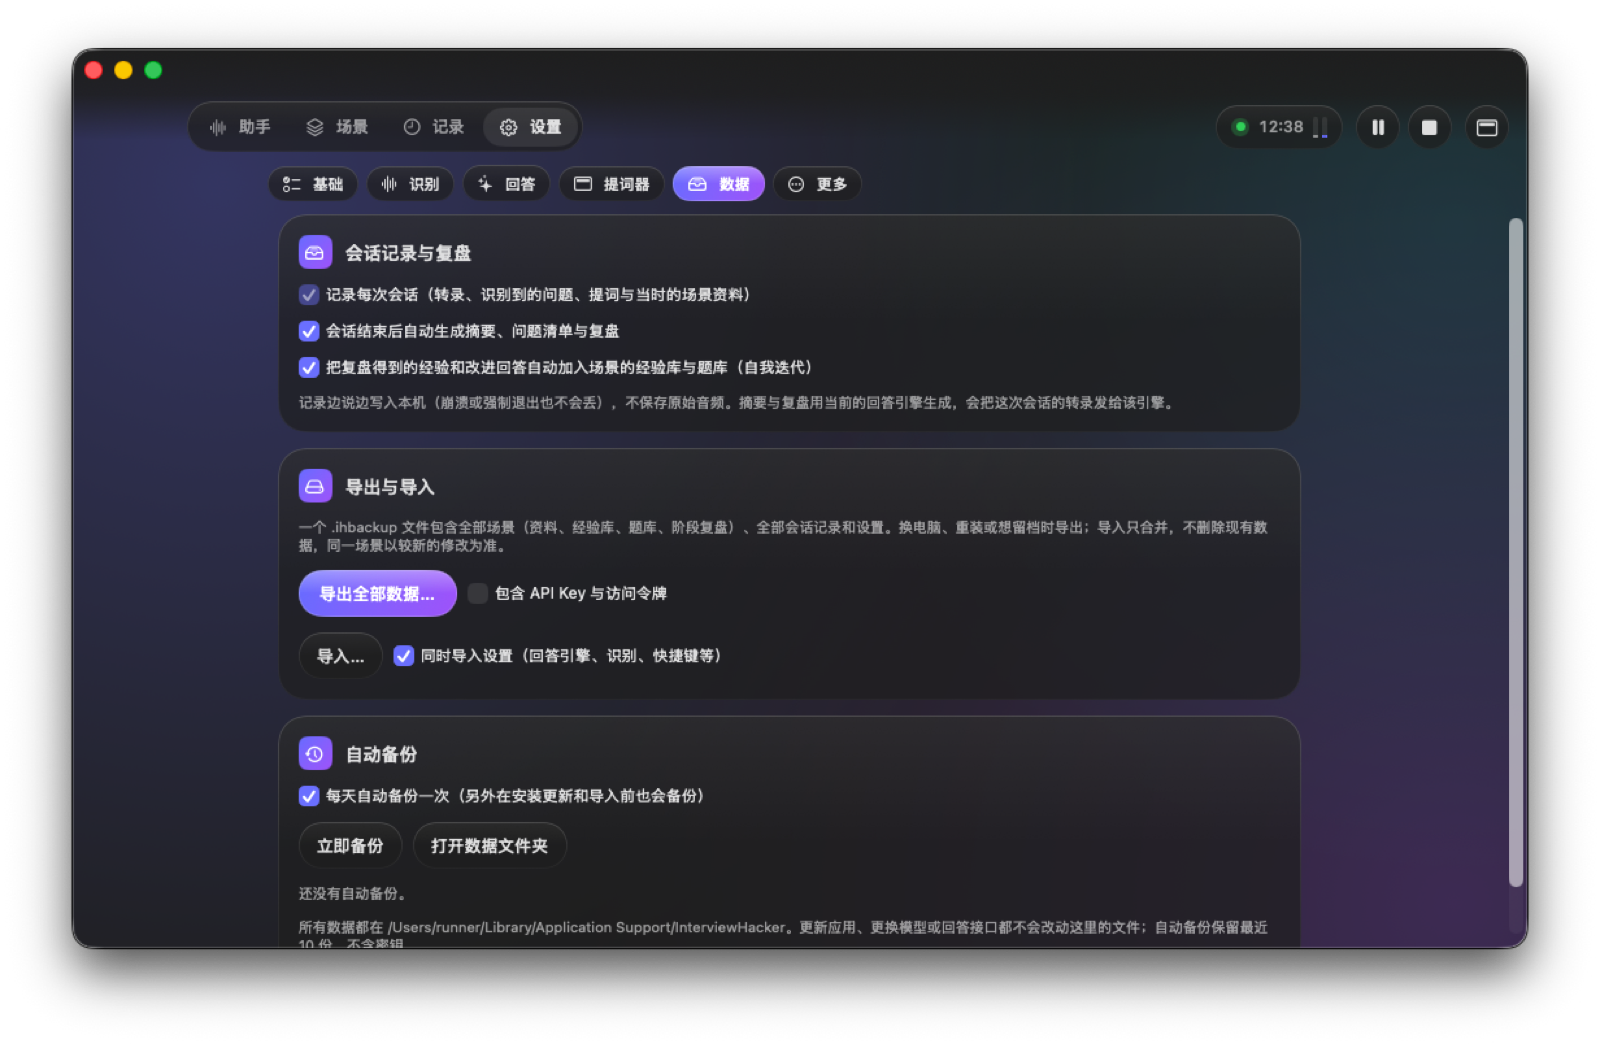 助手 场景 记录 设置 12:38
基础 识别 回答 提词器 数据 更多
会话记录与复盘
记录每次会话（转录、识别到的问题、提词与当时的场景资料）
会话结束后自动生成摘要、问题清单与复盘
把复盘得到的经验和改进回答自动加入场景的经验库与题库（自我迭代）
记录边说边写入本机（崩溃或强制退出也不会丢），不保存原始音频。摘要与复盘用当前的回答引擎生成，会把这次会话的转录发给该引擎。
导出与导入
一个 .ihbackup 文件包含全部场景（资料、经验库、题库、阶段复盘）、全部会话记录和设置。换电脑、重装或想留档时导出；导入只合并，不删除现有数
据，同一场景以较新的修改为准。
导出全部数据... 包含 API Key 与访问令牌
导入... 同时导入设置（回答引擎、识别、快捷键等）
自动备份
每天自动备份一次（另外在安装更新和导入前也会备份）
立即备份 打开数据文件夹
还没有自动备份。
所有数据都在 /Users/runner/Library/Application Support/InterviewHacker。更新应用、更换模型或回答接口都不会改动这里的文件；自动备份保留最近
10 份，不含密钥